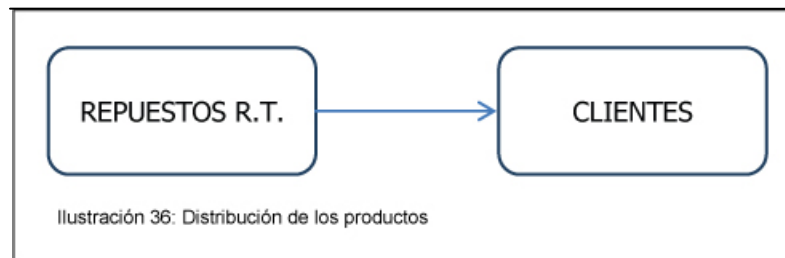 REPUESTOS R.T.
CLIENTES
Ilustración 36: Distribución de los productos